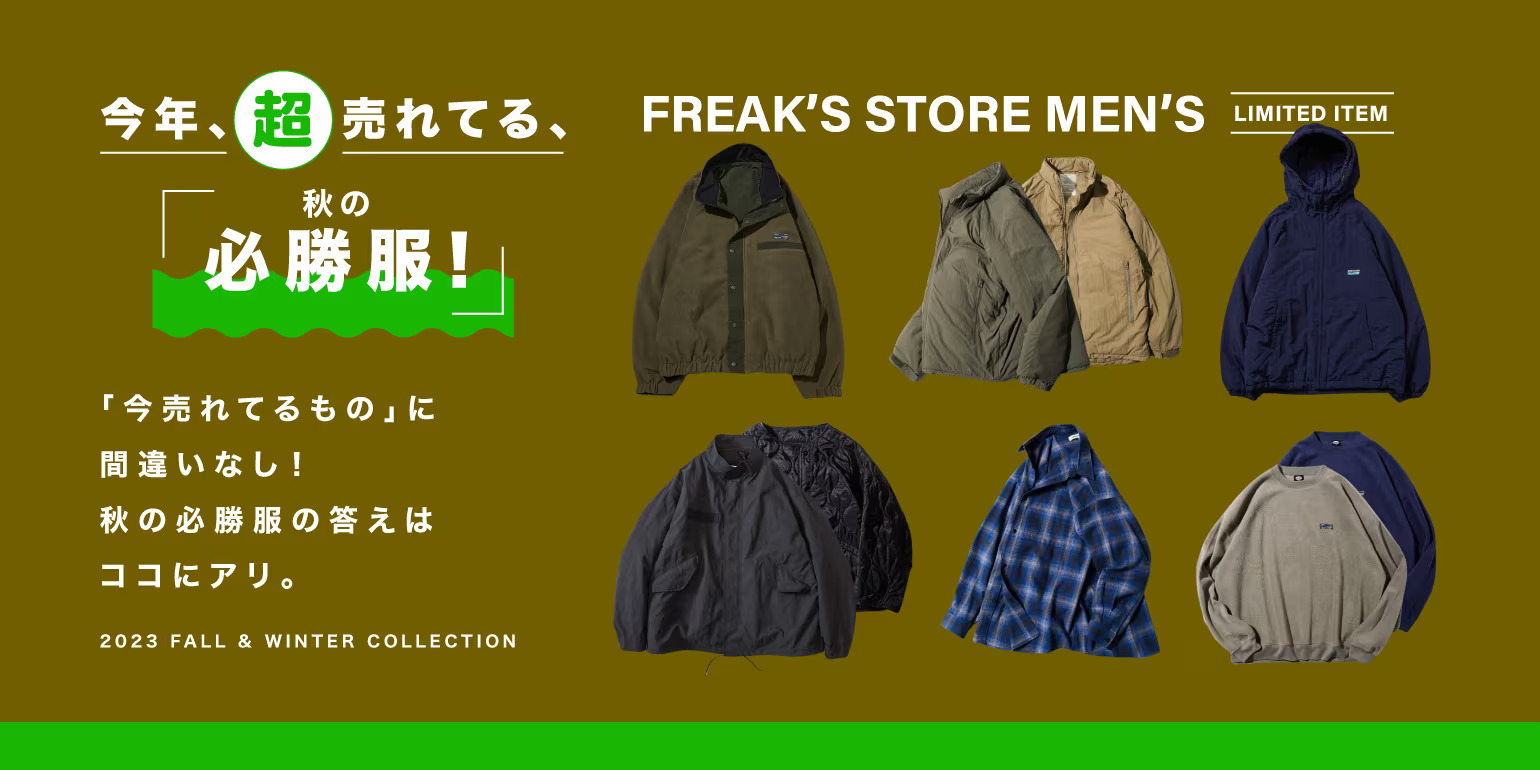 今年、超売れてる、
「秋の
必勝服！」
「今売れてるもの」に
間違いなし！
秋の必勝服の答えは
ココにアリ。
2023 FALL & WINTER COLLECTION
FREAK'S STORE MEN'S
LIMITED ITEM